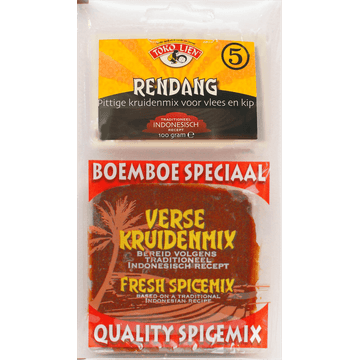 TOKO LIEN
5
RENDANG
Pittige kruidenmix voor vlees en kip
TRADITIONEEL
INDONESISCH
RECEPT
100 gram e
BOEMBOE SPECIAAL
VERSE
KRUIDENMIX
BEREID VOLGENS
TRADITIONEEL
INDONESISCH RECEPT
FRESH SPICEMIX
BASED ON A TRADITIONAL
INDONESIAN RECIPE
QUALITY SPICEMIX